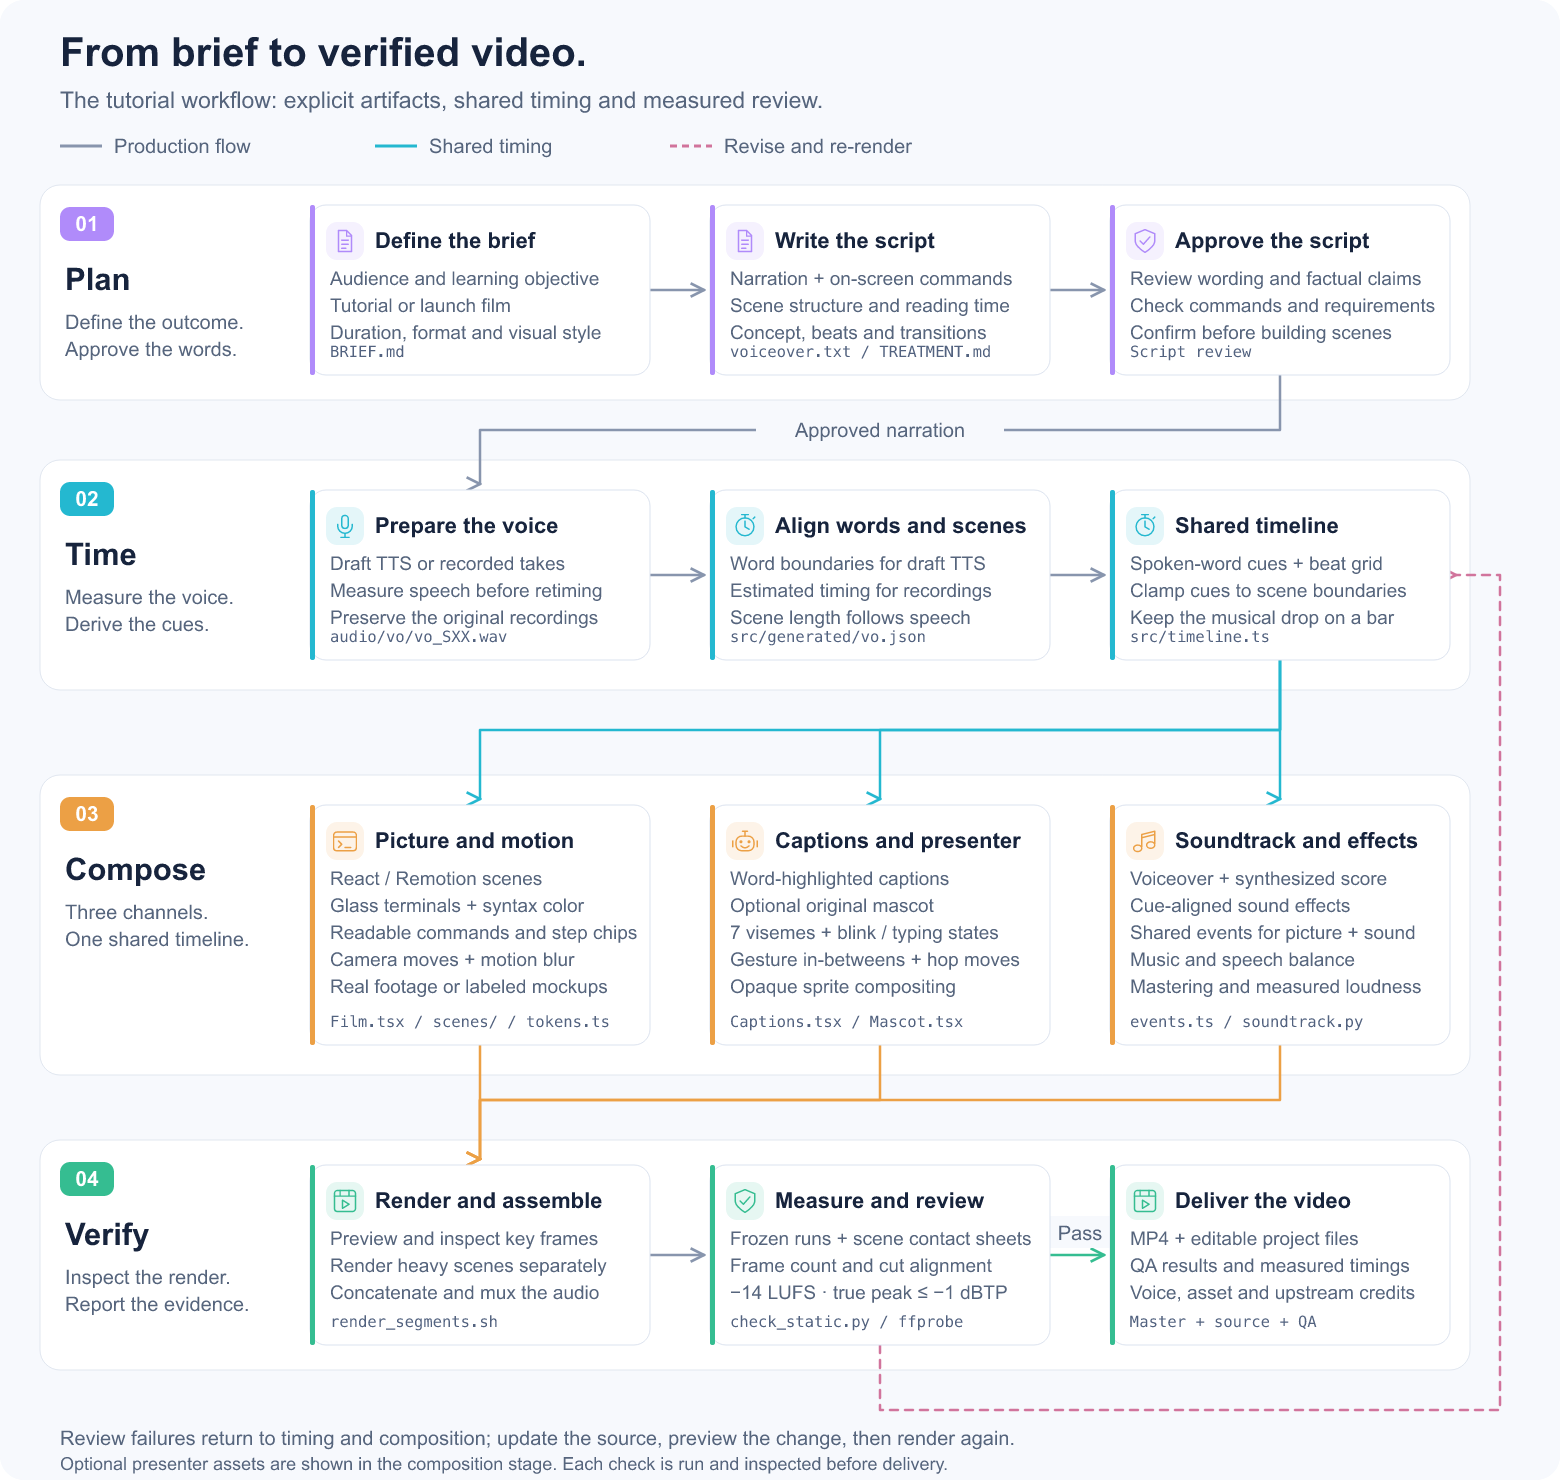 From brief to verified video.
The tutorial workflow: explicit artifacts, shared timing and measured review.
Production flow
Shared timing
Revise and re-render
01
Plan
Define the outcome.
Approve the words.
Define the brief
Audience and learning objective
Tutorial or launch film
Duration, format and visual style
BRIEF.md
Write the script
Narration + on-screen commands
Scene structure and reading time
Concept, beats and transitions
voiceover.txt / TREATMENT.md
Approve the script
Review wording and factual claims
Check commands and requirements
Confirm before building scenes
Script review
Approved narration
02
Time
Measure the voice.
Derive the cues.
Prepare the voice
Draft TTS or recorded takes
Measure speech before retiming
Preserve the original recordings
audio/vo/vo_SXX.wav
Align words and scenes
Word boundaries for draft TTS
Estimated timing for recordings
Scene length follows speech
src/generated/vo.json
Shared timeline
Spoken-word cues + beat grid
Clamp cues to scene boundaries
Keep the musical drop on a bar
src/timeline.ts
03
Compose
Three channels.
One shared timeline.
Picture and motion
React / Remotion scenes
Glass terminals + syntax color
Readable commands and step chips
Camera moves + motion blur
Real footage or labeled mockups
Film.tsx / scenes/ / tokens.ts
Captions and presenter
Word-highlighted captions
Optional original mascot
7 visemes + blink / typing states
Gesture in-betweens + hop moves
Opaque sprite compositing
Captions.tsx / Mascot.tsx
Soundtrack and effects
Voiceover + synthesized score
Cue-aligned sound effects
Shared events for picture + sound
Music and speech balance
Mastering and measured loudness
events.ts / soundtrack.py
04
Verify
Inspect the render.
Report the evidence.
Render and assemble
Preview and inspect key frames
Render heavy scenes separately
Concatenate and mux the audio
render_segments.sh
Measure and review
Frozen runs + scene contact sheets
Frame count and cut alignment
−14 LUFS · true peak ≤ −1 dBTP
check_static.py / ffprobe
Pass
Deliver the video
MP4 + editable project files
QA results and measured timings
Voice, asset and upstream credits
Master + source + QA
Review failures return to timing and composition; update the source, preview the change, then render again.
Optional presenter assets are shown in the composition stage. Each check is run and inspected before delivery.